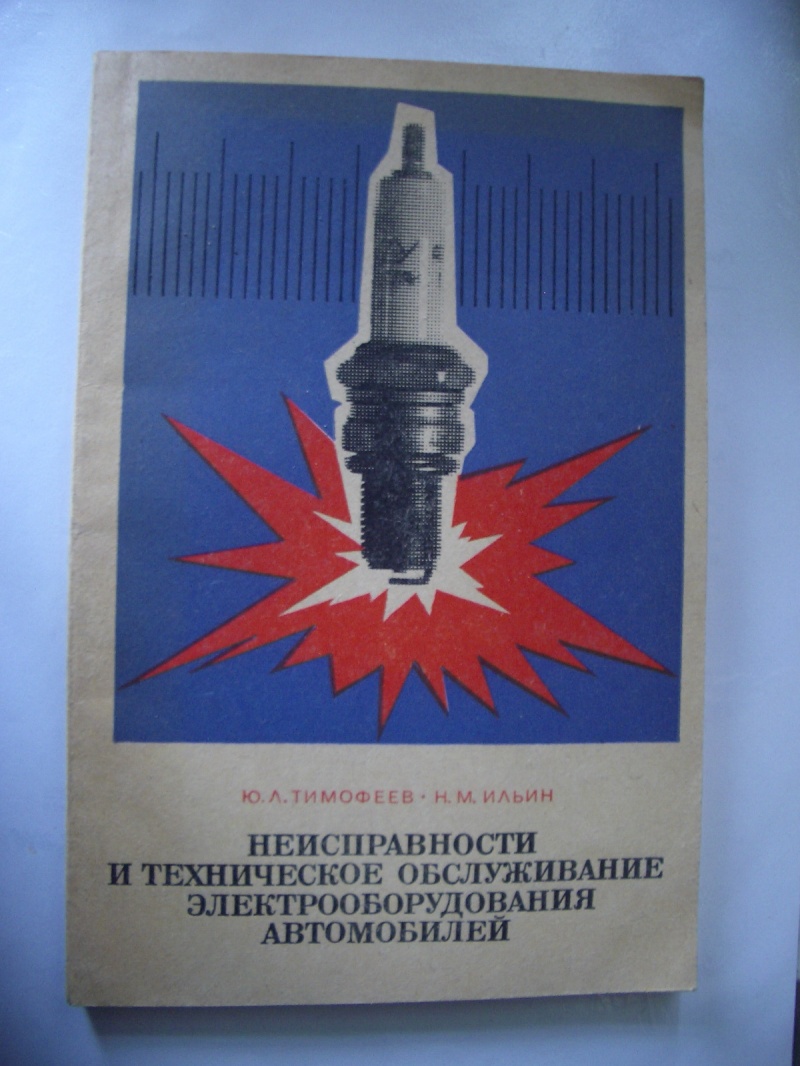 Ю. Л. ТИМОФЕЕВ · Н. М. ИЛЬИН
НЕИСПРАВНОСТИ
И ТЕХНИЧЕСКОЕ ОБСЛУЖИВАНИЕ
ЭЛЕКТРООБОРУДОВАНИЯ
АВТОМОБИЛЕЙ